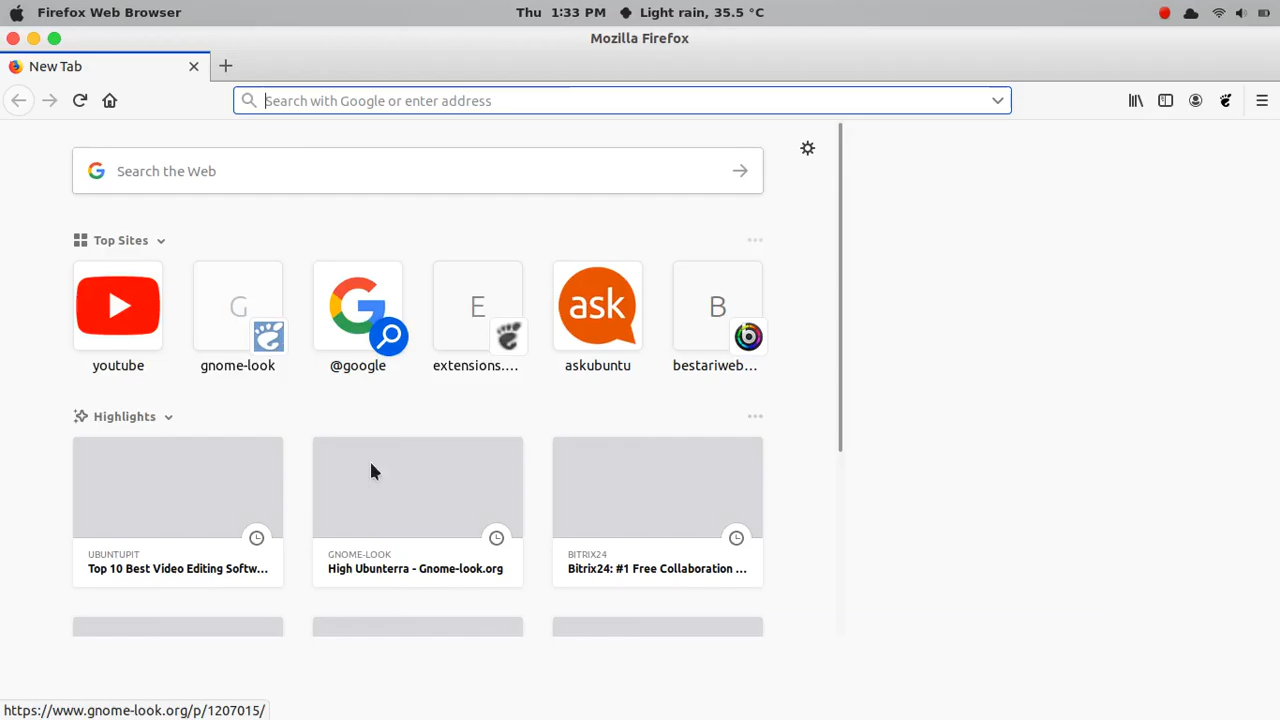 Firefox Web Browser
Thu 1:33 PM Light rain, 35.5 °C
Mozilla Firefox
New Tab
Search with Google or enter address
Search the Web
Top Sites
G
E
ask
B
b
youtube
gnome-look
@google
extensions....
askubuntu
bestariweb...
Highlights
UBUNTUPIT
Top 10 Best Video Editing Softw...
GNOME-LOOK
High Ubunterra - Gnome-look.org
BITRIX24
Bitrix24: #1 Free Collaboration ...
https://www.gnome-look.org/p/1207015/